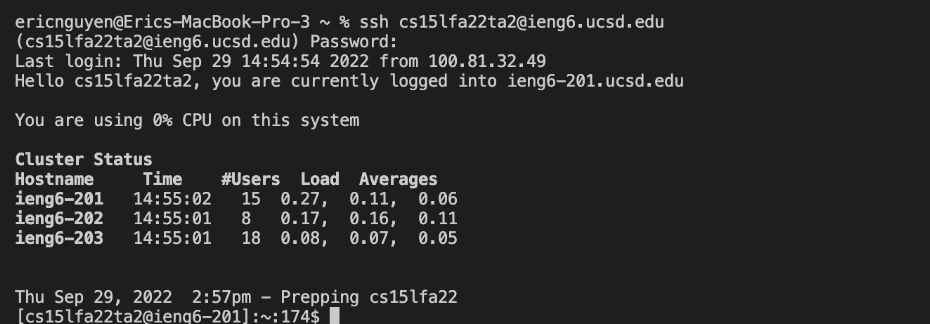 ericnguyen@Erics-MacBook-Pro-3 ~ % ssh cs15lfa22ta2@ieng6.ucsd.edu
(cs15lfa22ta2@ieng6.ucsd.edu) Password:
Last login: Thu Sep 29 14:54:54 2022 from 100.81.32.49
Hello cs15lfa22ta2, you are currently logged into ieng6-201.ucsd.edu
You are using 0% CPU on this system
Cluster Status
Hostname     Time    #Users  Load  Averages
ieng6-201   14:55:02   15  0.27,  0.11,  0.06
ieng6-202   14:55:01   8   0.17,  0.16,  0.11
ieng6-203   14:55:01   18  0.08,  0.07,  0.05
Thu Sep 29, 2022  2:57pm - Prepping cs15lfa22
[cs15lfa22ta2@ieng6-201]:~:174$